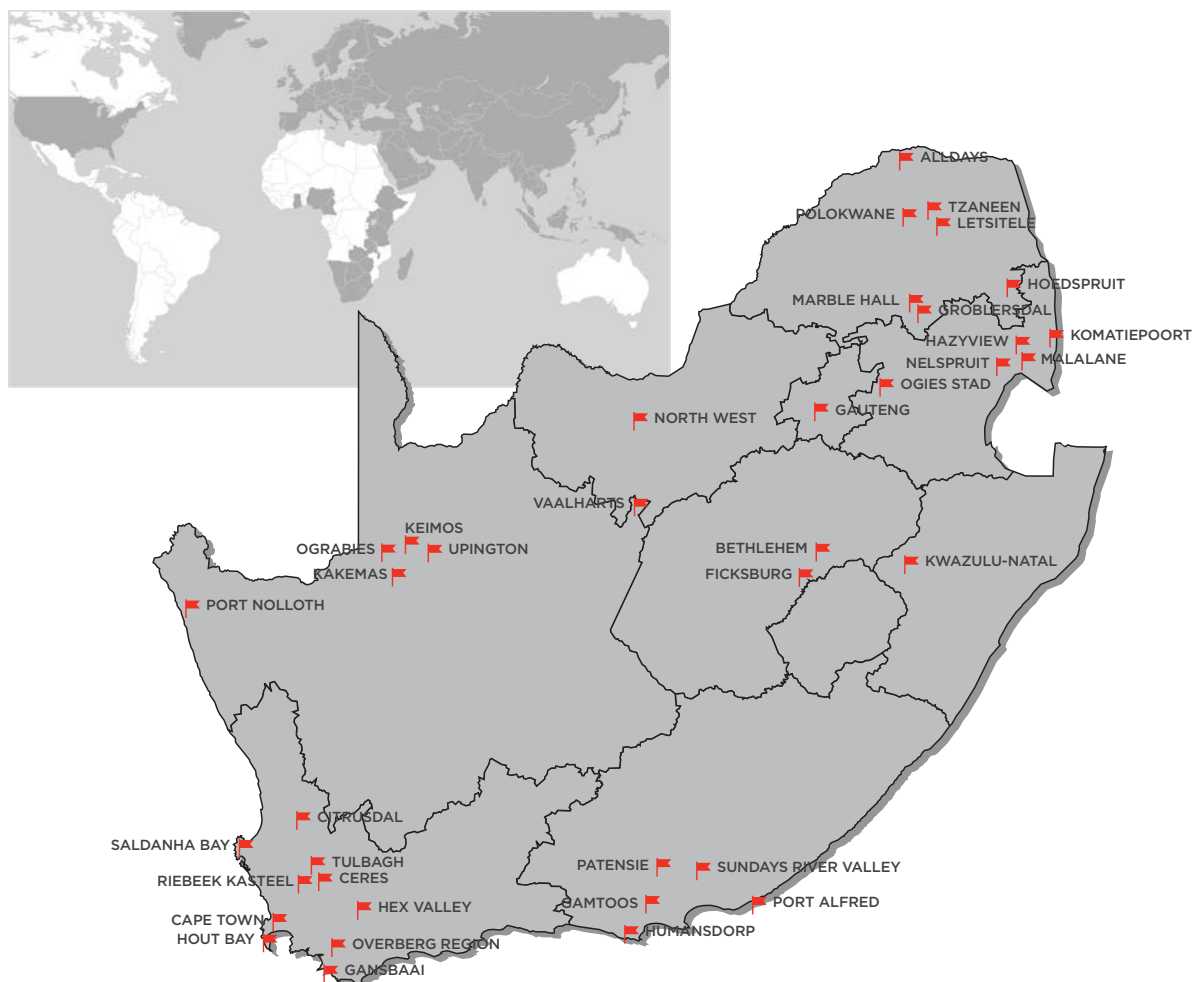 ALLDAYS
TZANEEN
POLOKWANE
LETSITELE
HOEDSPRUIT
MARBLE HALL
GROBLERSDAL
KOMATIEPOORT
HAZYVIEW
MALALANE
NELSPRUIT
OGIES STAD
GAUTENG
NORTH WEST
VAALHARTS
KEIMOS
OGRABIES
UPINGTON
BETHLEHEM
KWAZULU-NATAL
KAKEMAS
FICKSBURG
PORT NOLLOTH
CITRUSDAL
SALDANHA BAY
TULBAGH
PATENSIE
SUNDAYS RIVER VALLEY
CERES
RIEBEEK KASTEEL
GAMTOOS
PORT ALFRED
HEX VALLEY
CAPE TOWN
HUMANSDORP
HOUT BAY
OVERBERG REGION
GANSBAAI